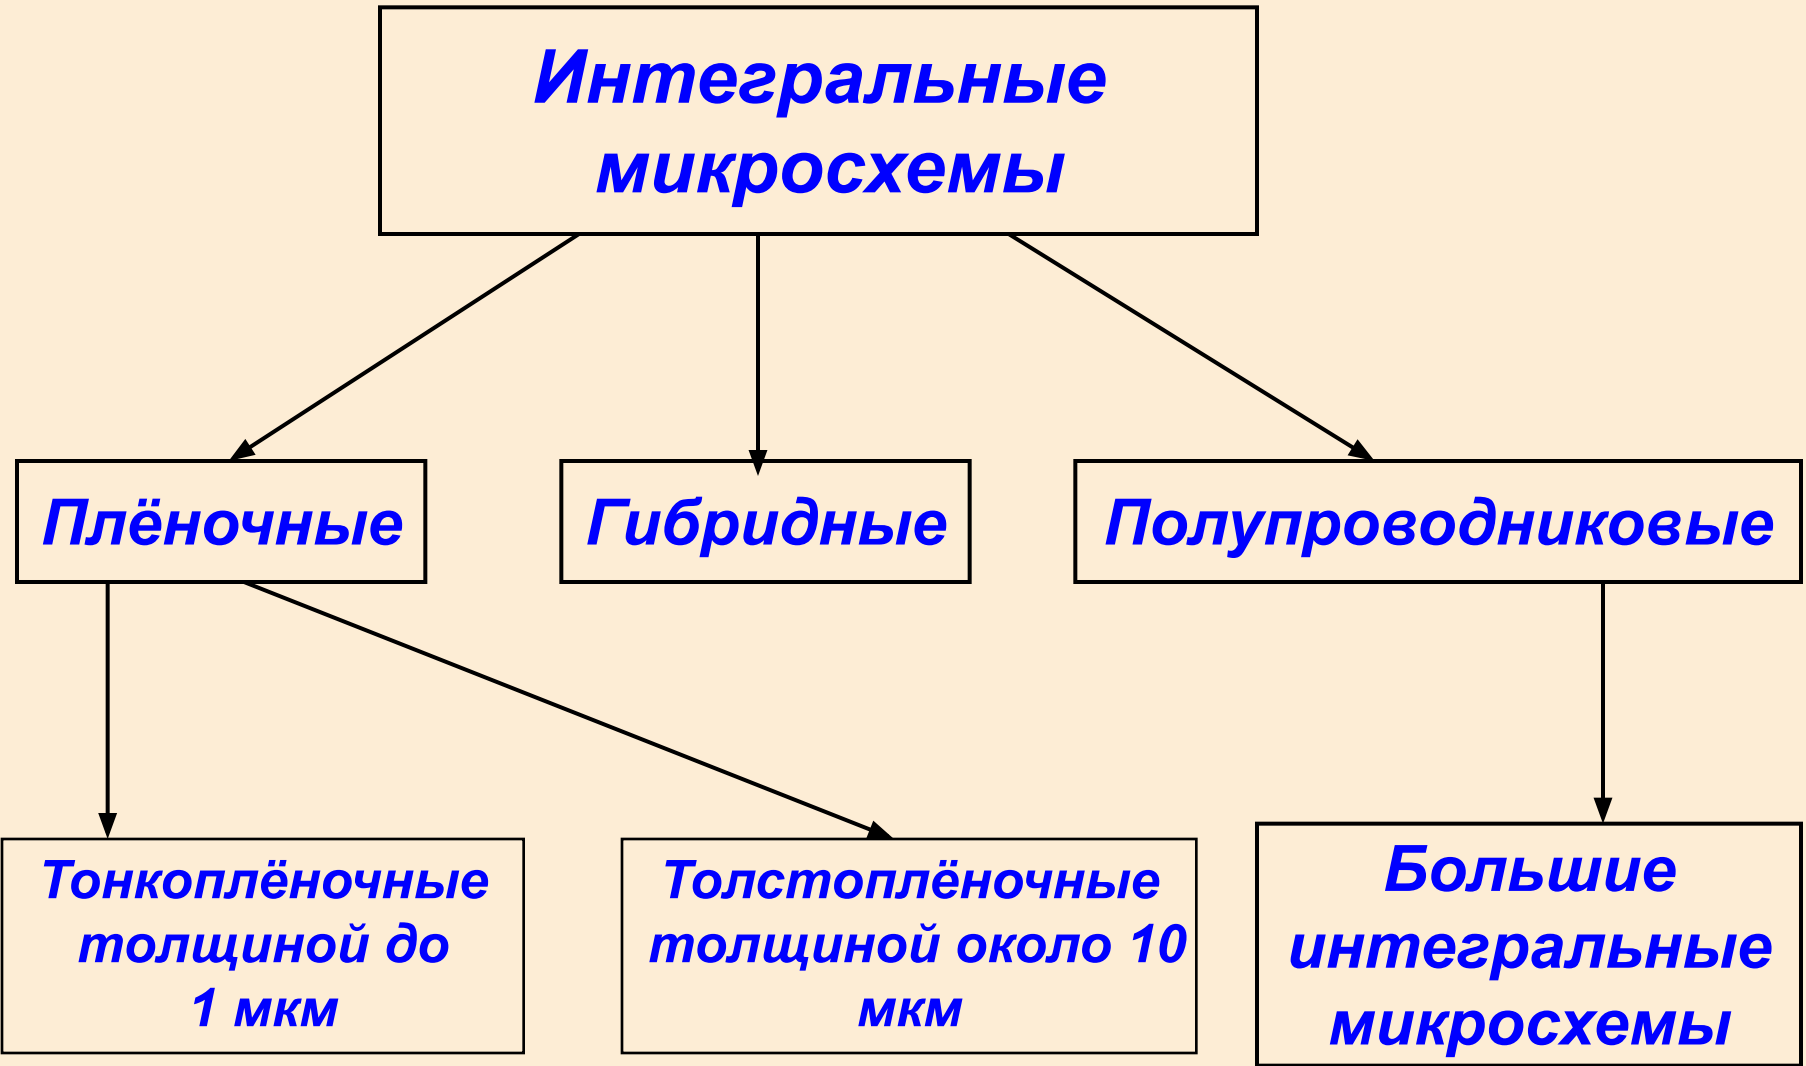 Интегральные
микросхемы
Плёночные
Гибридные
Полупроводниковые
Тонкоплёночные
толщиной до
1 мкм
Толстоплёночные
толщиной около 10
мкм
Большие
интегральные
микросхемы